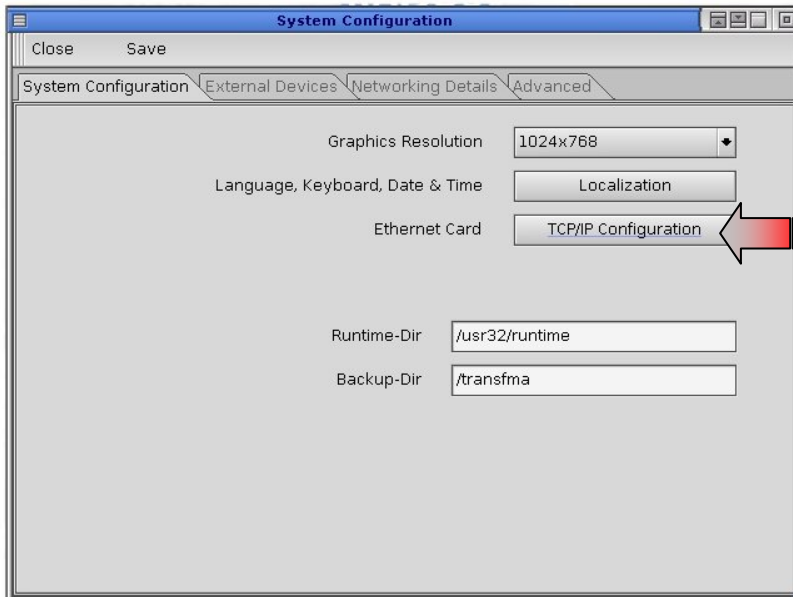 System Configuration
Close Save
System Configuration External Devices Networking Details Advanced
Graphics Resolution 1024x768
Language, Keyboard, Date & Time Localization
Ethernet Card TCP/IP Configuration
Runtime-Dir /usr32/runtime
Backup-Dir /transfma